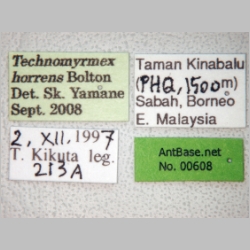 Technomyrmex
horrens Bolton
Det. Sk. Yamane
Sept. 2008
Taman Kinabalu
(PHQ, 1500m)
Sabah, Borneo
E. Malaysia
2, XII, 1997
T. Kikuta leg.
213A
AntBase.net
No. 00608